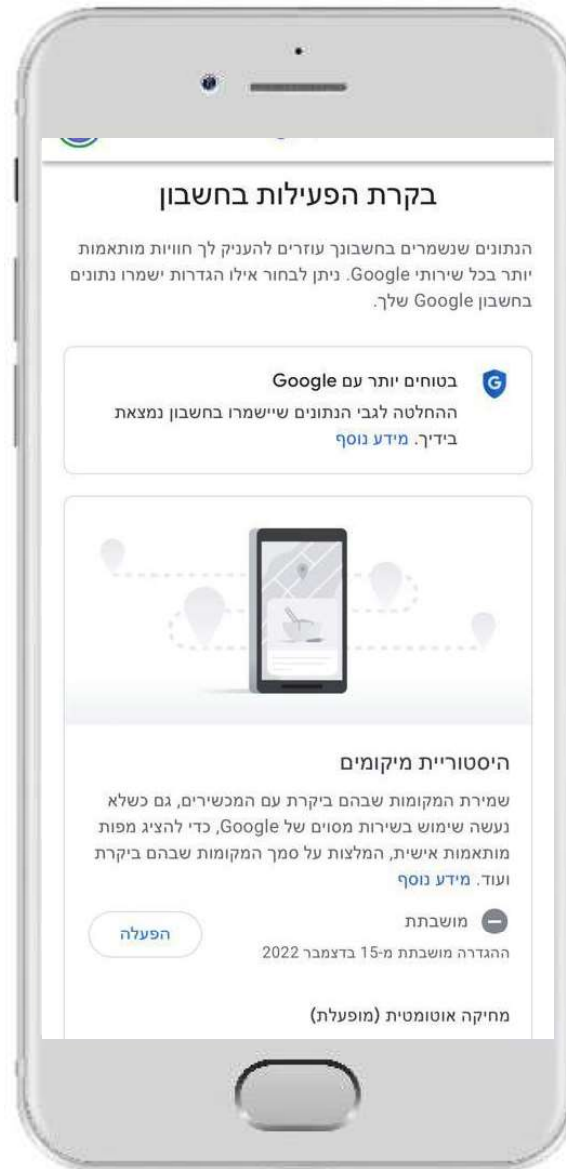 בקרת הפעילות בחשבון
הנתונים שנשמרים בחשבונך עוזרים להעניק לך חוויות מותאמות
יותר בכל שירותי Google. ניתן לבחור אילו הגדרות ישמרו נתונים
בחשבון Google שלך.
בטוחים יותר עם Google
ההחלטה לגבי הנתונים שיישמרו בחשבון נמצאת
בידיך. מידע נוסף
היסטוריית מיקומים
שמירת המקומות שבהם ביקרת עם המכשירים, גם כשלא
נעשה שימוש בשירות מסוים של Google, כדי להציג מפות
מותאמות אישית, המלצות על סמך המקומות שבהם ביקרת
ועוד. מידע נוסף
מושבתת
ההגדרה מושבתת מ-15 בדצמבר 2022
הפעלה
מחיקה אוטומטית (מופעלת)